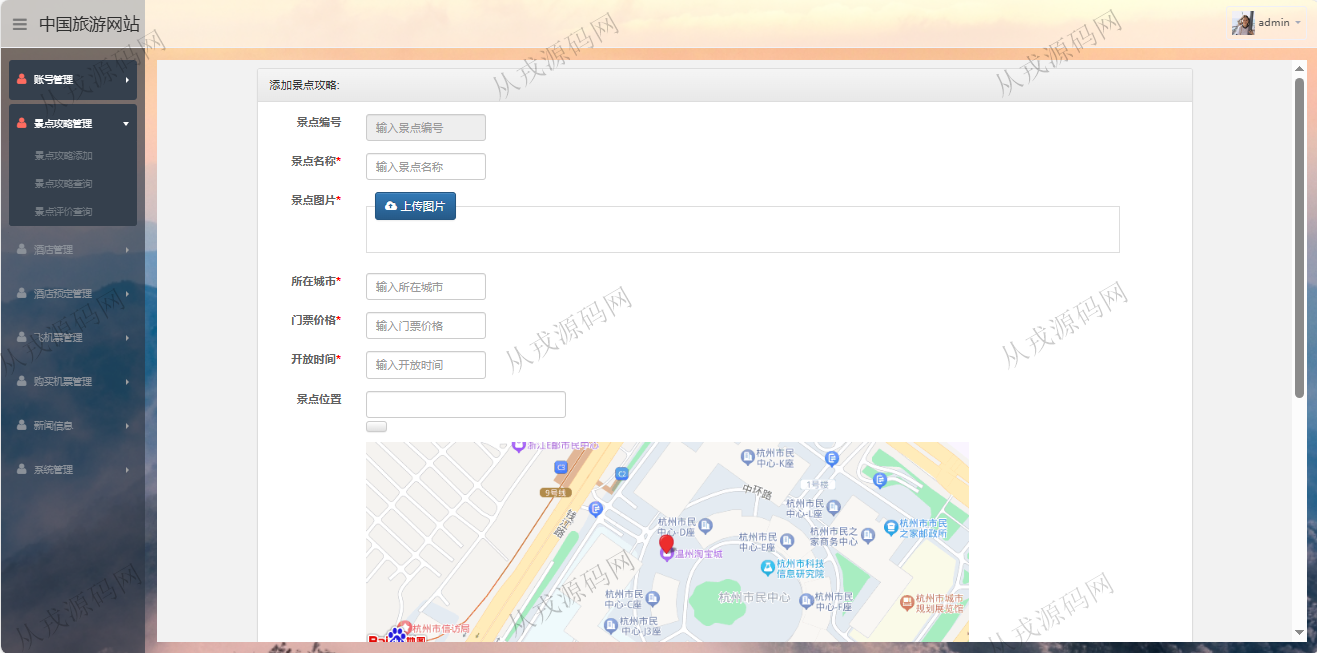 中国旅游网站
admin
账号管理
景点攻略管理
景点攻略添加
景点攻略查询
景点评价查询
酒店管理
酒店预定管理
飞机票管理
购买机票管理
新闻信息
系统管理
添加景点攻略:
景点编号
输入景点编号
景点名称*
输入景点名称
景点图片*
上传图片
所在城市*
输入所在城市
门票价格*
输入门票价格
开放时间*
输入开放时间
景点位置
浙江E邮市民中心
C3
C2
9号线
杭州市民
中心-K座
1号楼
中环路
杭州市民
中心-L座
杭州市民
中心-D座
杭州市民
中心-E座
杭州市民之
家商务中心
杭州市市民
之家邮政所
温州淘宝城
杭州市科技
信息研究院
杭州市民中心
杭州市民
中心-C座
杭州市民
中心-F座
杭州市城市
规划展览馆
杭州市民
中心-J3座
杭州市信访局
Bai 地图
从戎源码网
从戎源码网
从戎源码网
从戎源码网
从戎源码网
从戎源码网
从戎源码网
从戎源码网
从戎源码网